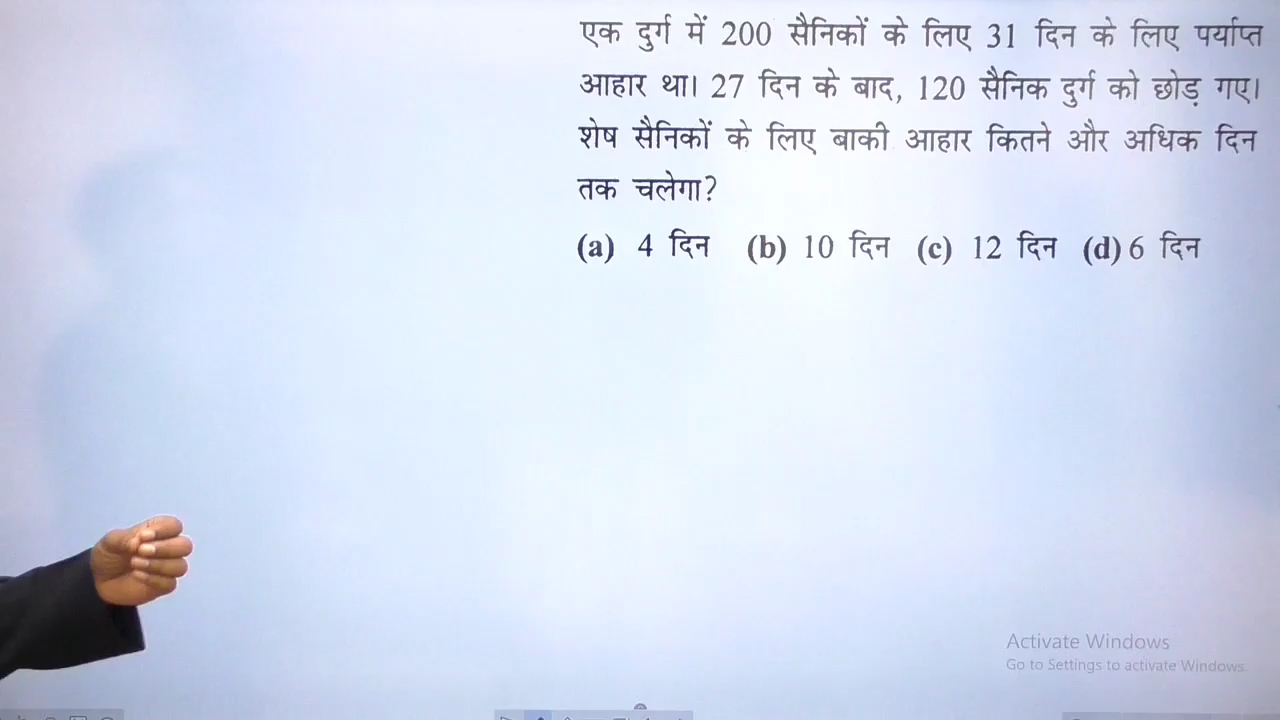 एक दुर्ग में 200 सैनिकों के लिए 31 दिन के लिए पर्याप्त
आहार था। 27 दिन के बाद, 120 सैनिक दुर्ग को छोड़ गए।
शेष सैनिकों के लिए बाकी आहार कितने और अधिक दिन
तक चलेगा?
(a) 4 दिन (b) 10 दिन (c) 12 दिन (d) 6 दिन
Activate Windows
Go to Settings to activate Windows.